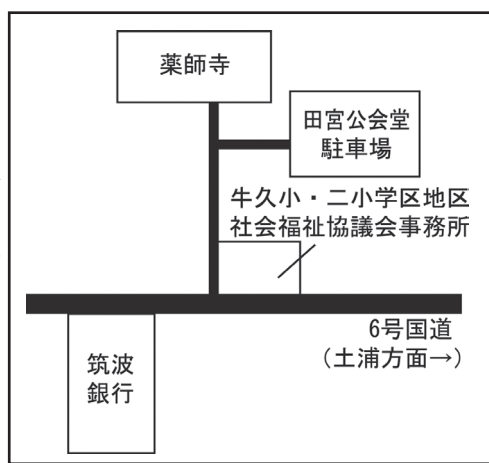 薬師寺
田宮公会堂
駐車場
牛久小・二小学区地区
社会福祉協議会事務所
6号国道
（土浦方面→）
筑波
銀行